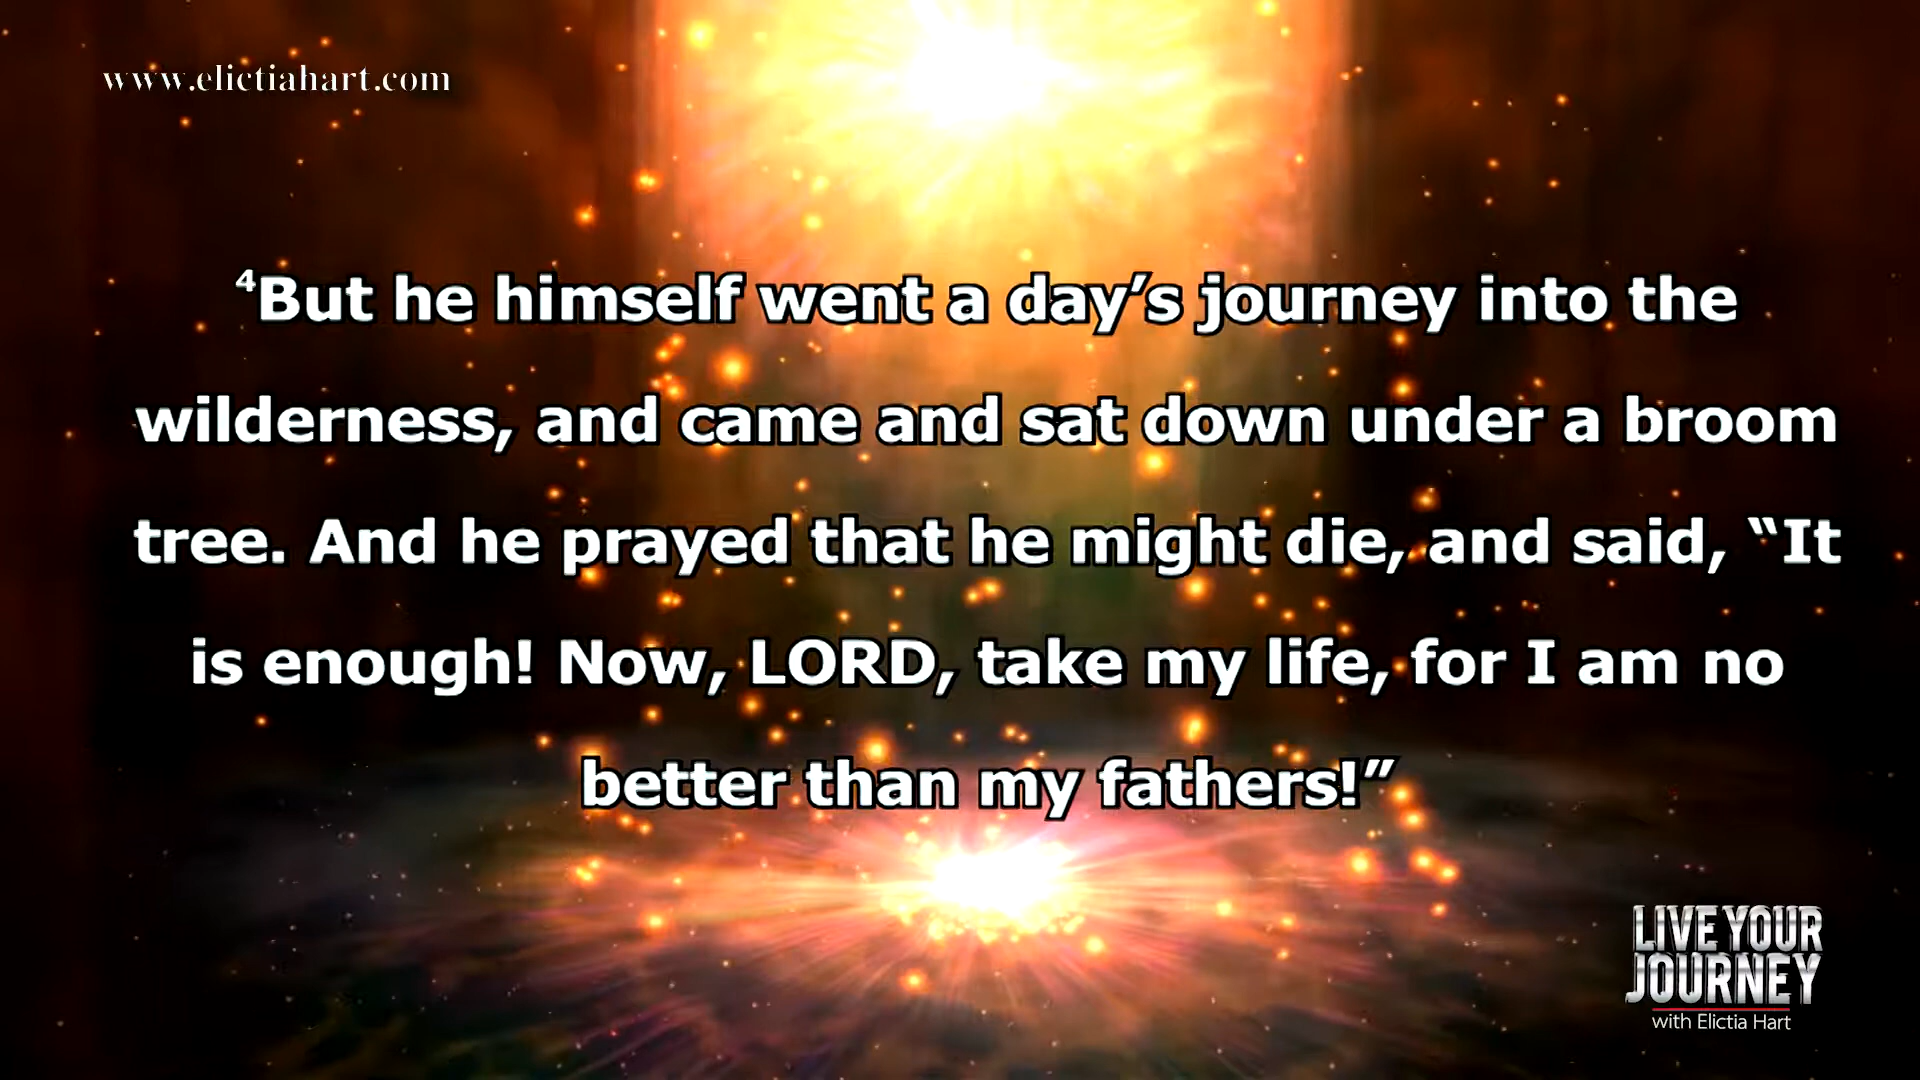 www.elictiahart.com
⁴But he himself went a day’s journey into the
wilderness, and came and sat down under a broom
tree. And he prayed that he might die, and said, “It
is enough! Now, LORD, take my life, for I am no
better than my fathers!”
LIVE YOUR
JOURNEY
with Elictia Hart